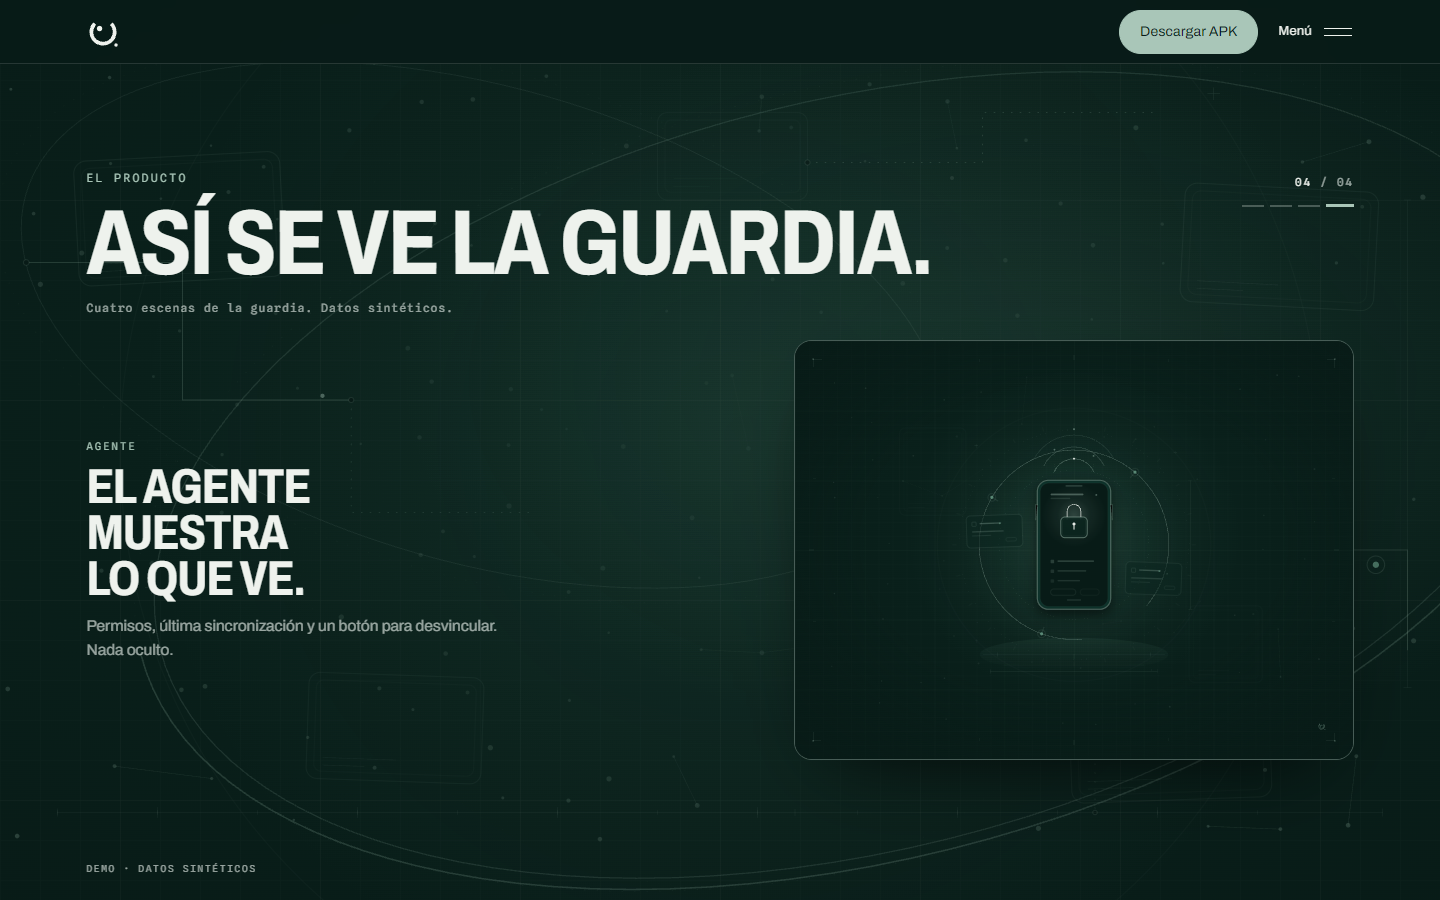 Descargar APK
Menú
EL PRODUCTO
04 / 04
ASÍ SE VE LA GUARDIA.
Cuatro escenas de la guardia. Datos sintéticos.
AGENTE
EL AGENTE
MUESTRA
LO QUE VE.
Permisos, última sincronización y un botón para desvincular.
Nada oculto.
DEMO · DATOS SINTÉTICOS